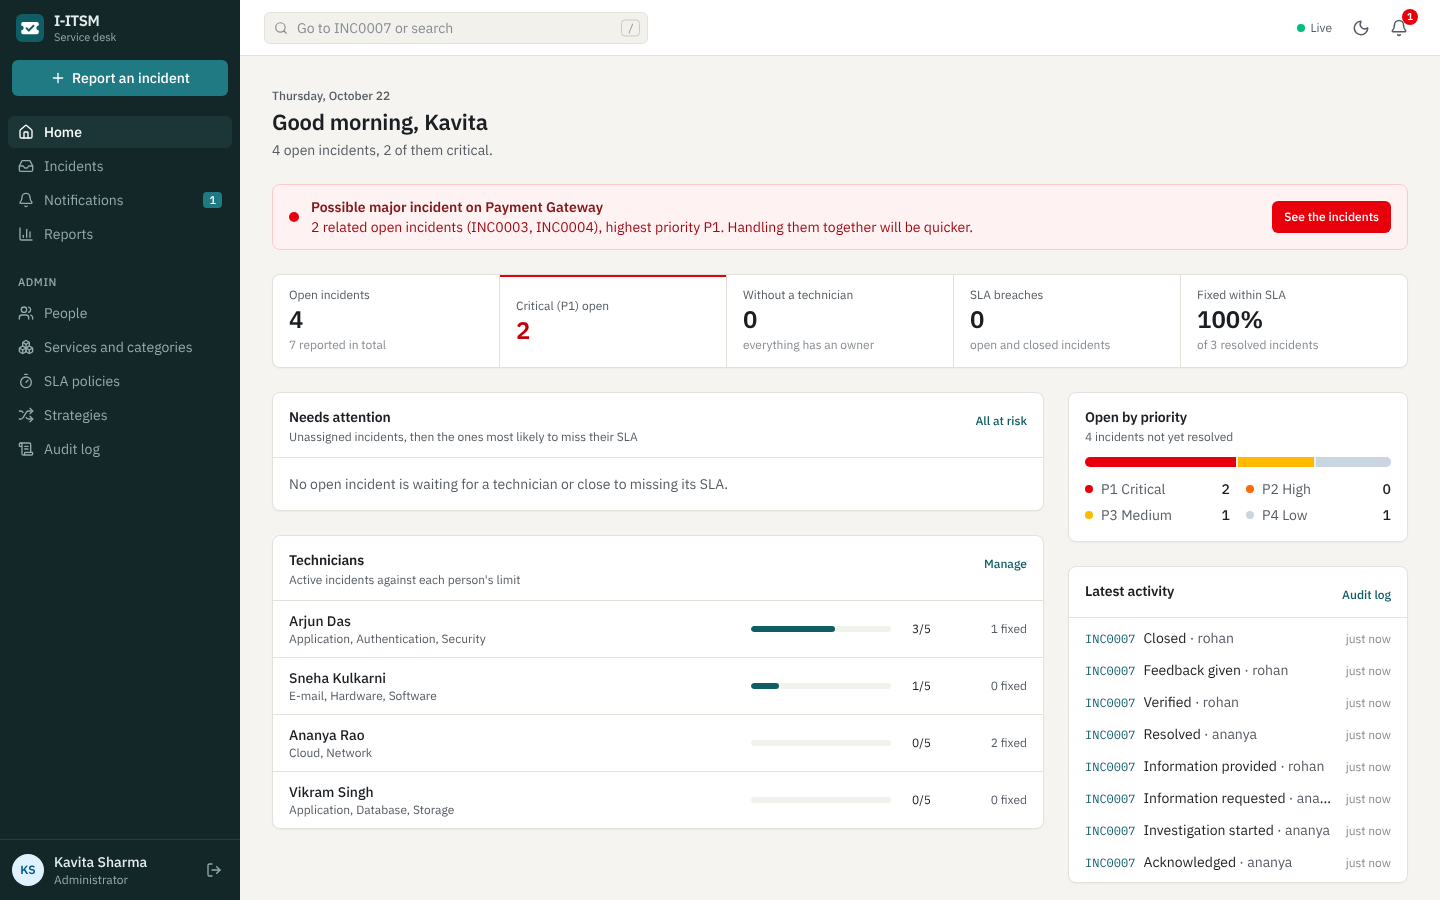 I-ITSM
Service desk
Report an incident
Home
Incidents
Notifications 1
Reports
ADMIN
People
Services and categories
SLA policies
Strategies
Audit log
KS
Kavita Sharma
Administrator
Go to INC0007 or search /
Live
1
Thursday, October 22
Good morning, Kavita
4 open incidents, 2 of them critical.
Possible major incident on Payment Gateway
2 related open incidents (INC0003, INC0004), highest priority P1. Handling them together will be quicker.
See the incidents
Open incidents
4
7 reported in total
Critical (P1) open
2
Without a technician
0
everything has an owner
SLA breaches
0
open and closed incidents
Fixed within SLA
100%
of 3 resolved incidents
Needs attention
Unassigned incidents, then the ones most likely to miss their SLA
All at risk
No open incident is waiting for a technician or close to missing its SLA.
Technicians
Active incidents against each person's limit
Manage
Arjun Das
Application, Authentication, Security
3/5 1 fixed
Sneha Kulkarni
E-mail, Hardware, Software
1/5 0 fixed
Ananya Rao
Cloud, Network
0/5 2 fixed
Vikram Singh
Application, Database, Storage
0/5 0 fixed
Open by priority
4 incidents not yet resolved
P1 Critical 2 P2 High 0
P3 Medium 1 P4 Low 1
Latest activity
Audit log
INC0007 Closed · rohan just now
INC0007 Feedback given · rohan just now
INC0007 Verified · rohan just now
INC0007 Resolved · ananya just now
INC0007 Information provided · rohan just now
INC0007 Information requested · ana... just now
INC0007 Investigation started · ananya just now
INC0007 Acknowledged · ananya just now